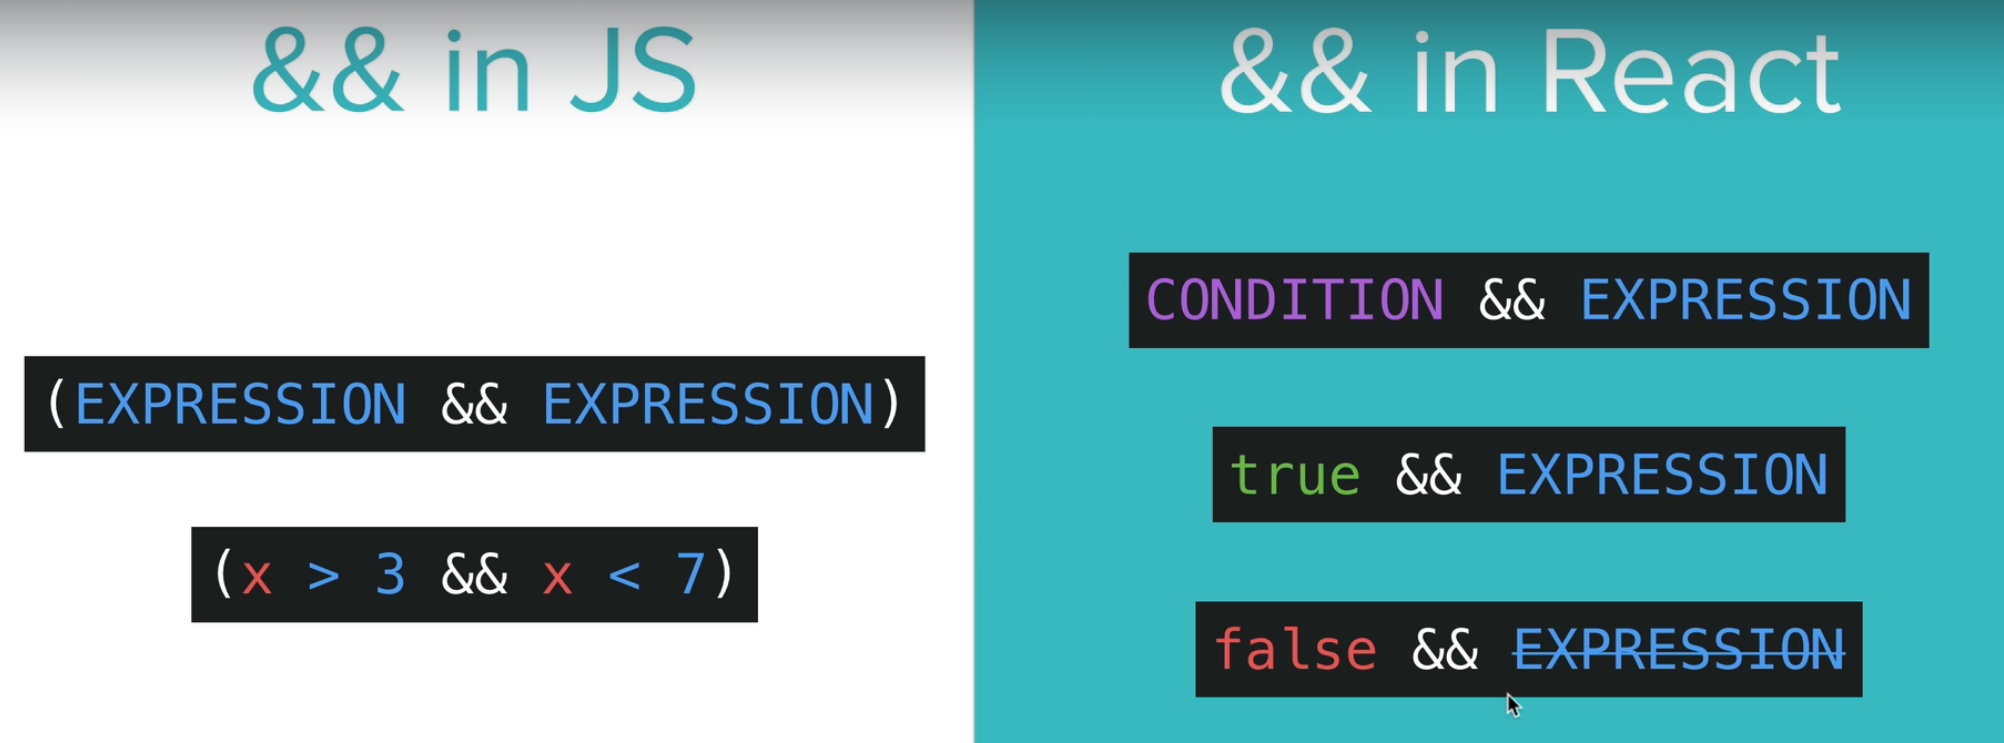 && in JS
(EXPRESSION && EXPRESSION)
(x > 3 && x < 7)
&& in React
CONDITION && EXPRESSION
true && EXPRESSION
false && EXPRESSION